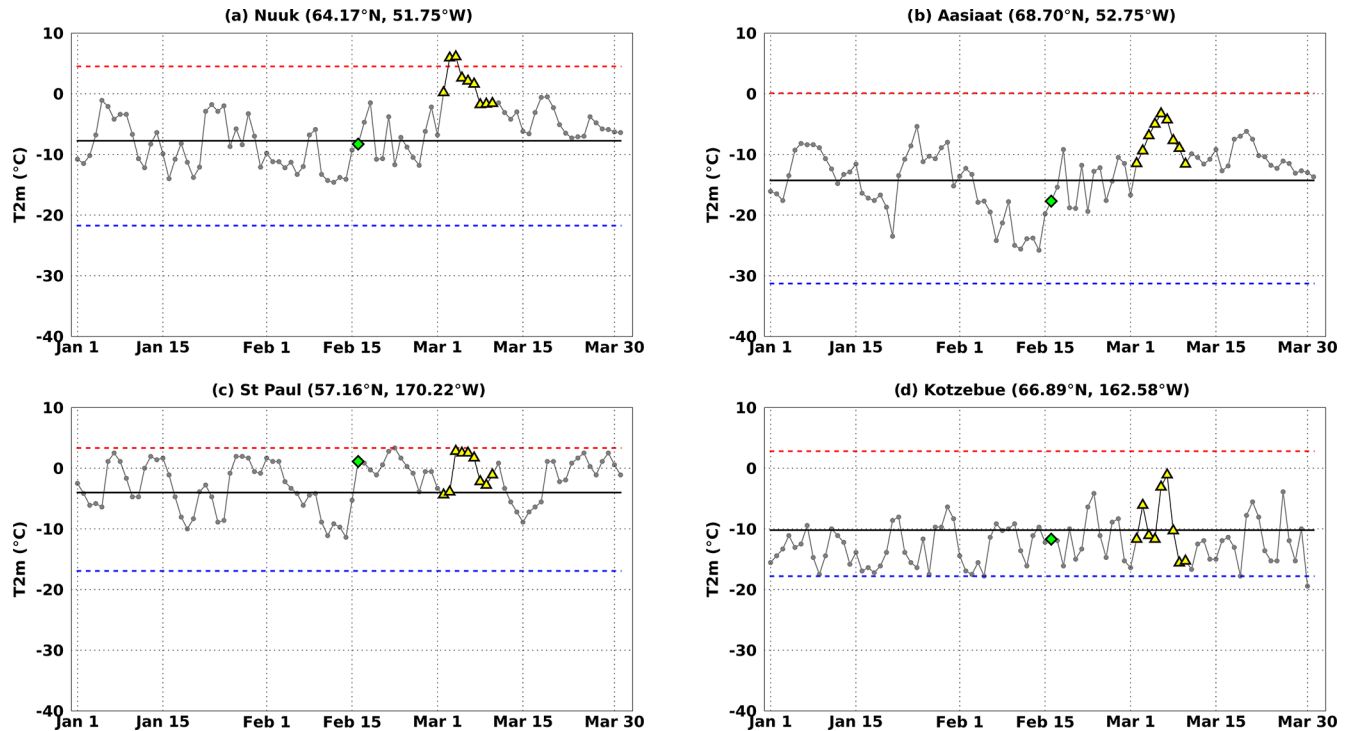 (a) Nuuk (64.17°N, 51.75°W)
T2m (°C)
10
0
-10
-20
-30
-40
Jan 1 Jan 15 Feb 1 Feb 15 Mar 1 Mar 15 Mar 30
(b) Aasiaat (68.70°N, 52.75°W)
T2m (°C)
10
0
-10
-20
-30
-40
Jan 1 Jan 15 Feb 1 Feb 15 Mar 1 Mar 15 Mar 30
(c) St Paul (57.16°N, 170.22°W)
T2m (°C)
10
0
-10
-20
-30
-40
Jan 1 Jan 15 Feb 1 Feb 15 Mar 1 Mar 15 Mar 30
(d) Kotzebue (66.89°N, 162.58°W)
T2m (°C)
10
0
-10
-20
-30
-40
Jan 1 Jan 15 Feb 1 Feb 15 Mar 1 Mar 15 Mar 30